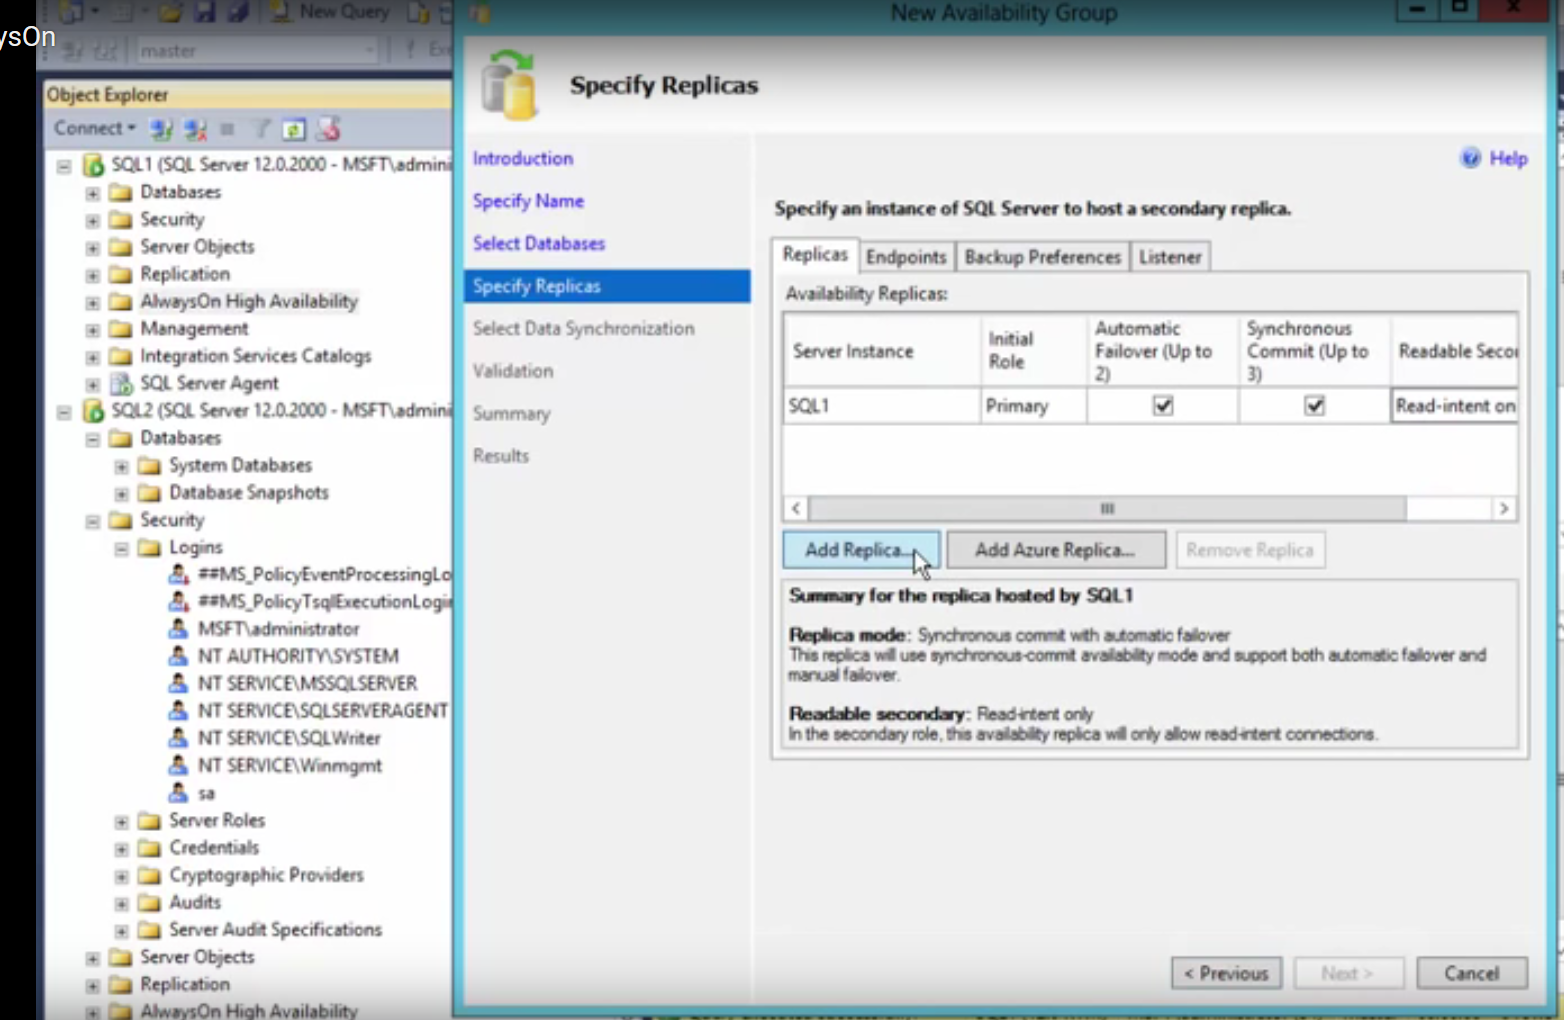 ysOn
New Query
master
Object Explorer
Connect
SQL1 (SQL Server 12.0.2000 - MSFT\admini
Databases
Security
Server Objects
Replication
AlwaysOn High Availability
Management
Integration Services Catalogs
SQL Server Agent
SQL2 (SQL Server 12.0.2000 - MSFT\admini
Databases
System Databases
Database Snapshots
Security
Logins
##MS_PolicyEventProcessingLo
##MS_PolicyTsqlExecutionLogin
MSFT\administrator
NT AUTHORITY\SYSTEM
NT SERVICE\MSSQLSERVER
NT SERVICE\SQLSERVERAGENT
NT SERVICE\SQLWriter
NT SERVICE\Winmgmt
sa
Server Roles
Credentials
Cryptographic Providers
Audits
Server Audit Specifications
Server Objects
Replication
AlwaysOn High Availability
New Availability Group
Specify Replicas
Introduction
Specify Name
Select Databases
Specify Replicas
Select Data Synchronization
Validation
Summary
Results
Help
Specify an instance of SQL Server to host a secondary replica.
Replicas Endpoints Backup Preferences Listener
Availability Replicas:
Server Instance
Initial
Role
Automatic
Failover (Up to
2)
Synchronous
Commit (Up to
3)
Readable Seco
SQL1 Primary Read-intent on
Add Replica... Add Azure Replica... Remove Replica
Summary for the replica hosted by SQL1
Replica mode: Synchronous commit with automatic failover
This replica will use synchronous-commit availability mode and support both automatic failover and
manual failover.
Readable secondary: Read-intent only
In the secondary role, this availability replica will only allow read-intent connections.
< Previous Next > Cancel